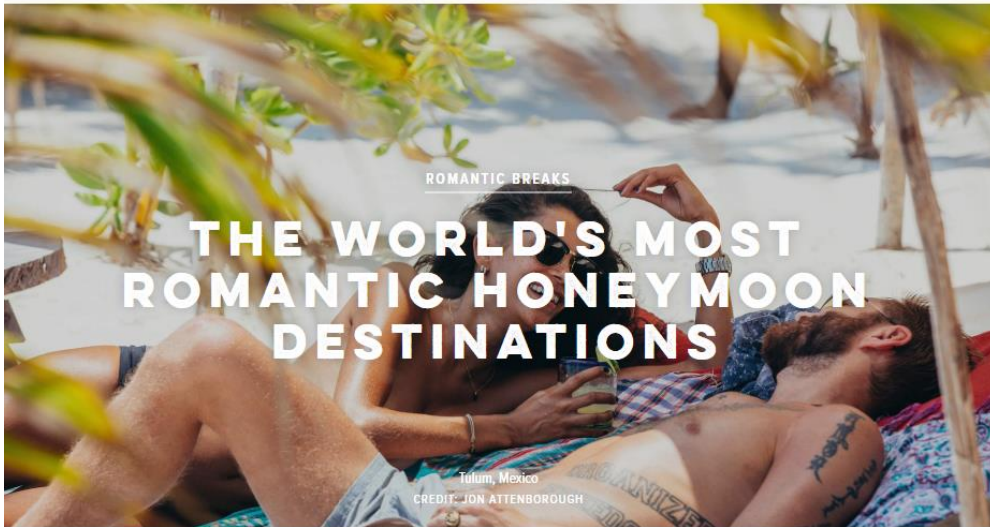 ROMANTIC BREAKS
THE WORLD'S MOST
ROMANTIC HONEYMOON
DESTINATIONS
Tulum, Mexico
CREDIT: JON ATTENBOROUGH